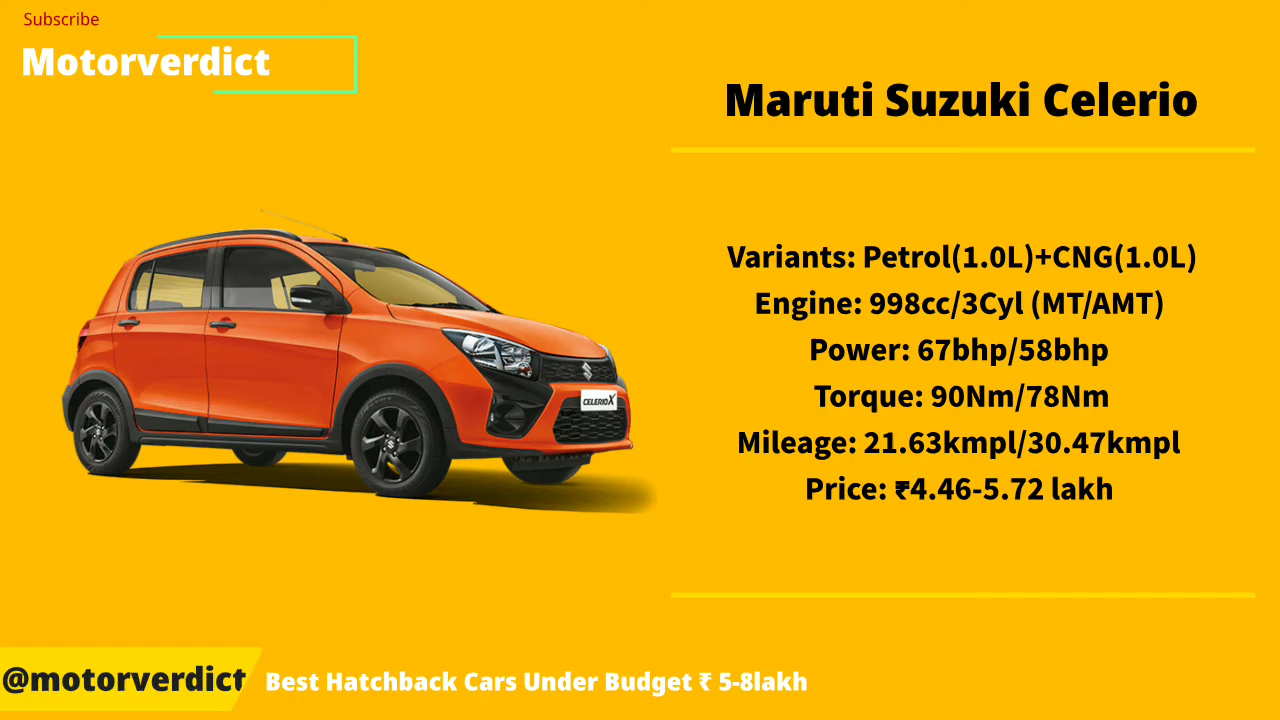 Subscribe
Motorverdict
Maruti Suzuki Celerio
Variants: Petrol(1.0L)+CNG(1.0L)
Engine: 998cc/3Cyl (MT/AMT)
Power: 67bhp/58bhp
Torque: 90Nm/78Nm
Mileage: 21.63kmpl/30.47kmpl
Price: ₹4.46-5.72 lakh
CELERIO X
@motorverdict
Best Hatchback Cars Under Budget ₹ 5-8lakh